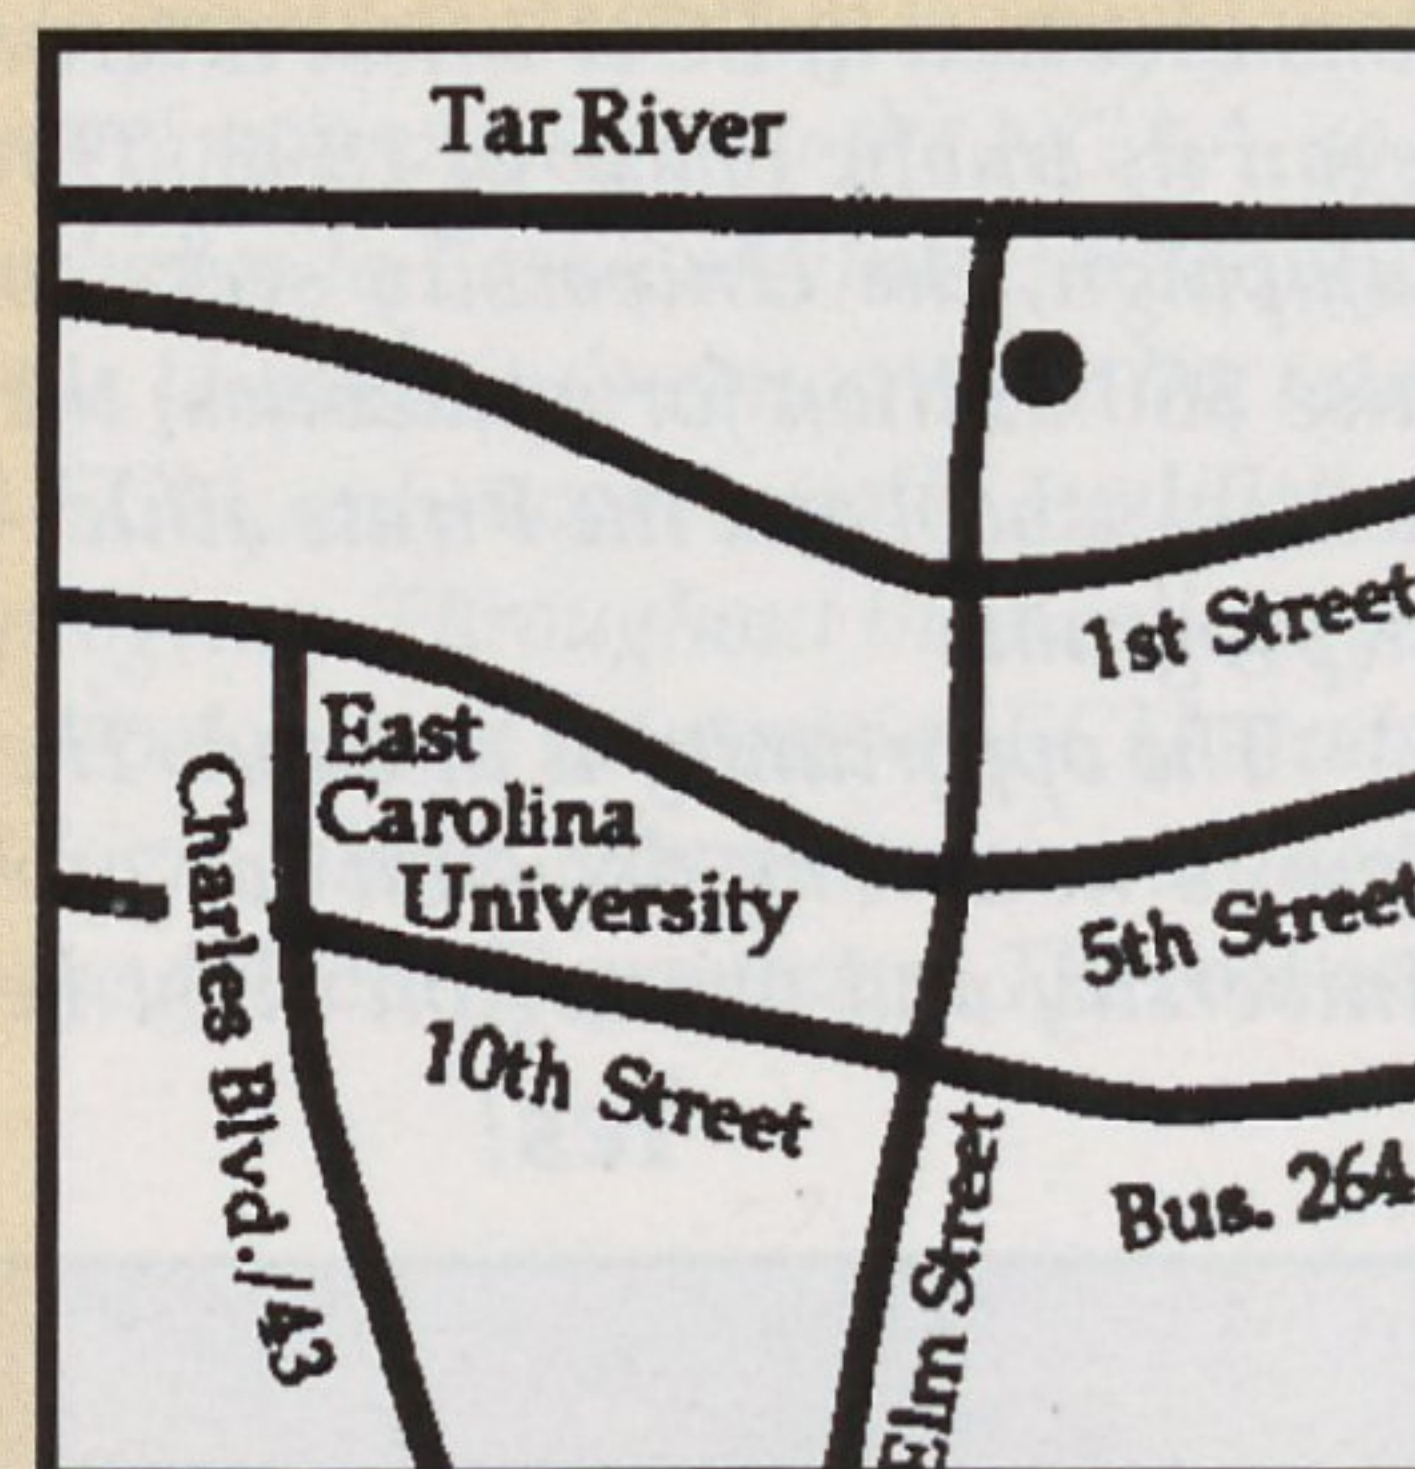 Tar River
1st Street
East
Carolina
University
Charles Blvd./43
5th Street
10th Street
Bus. 264
Elm Street